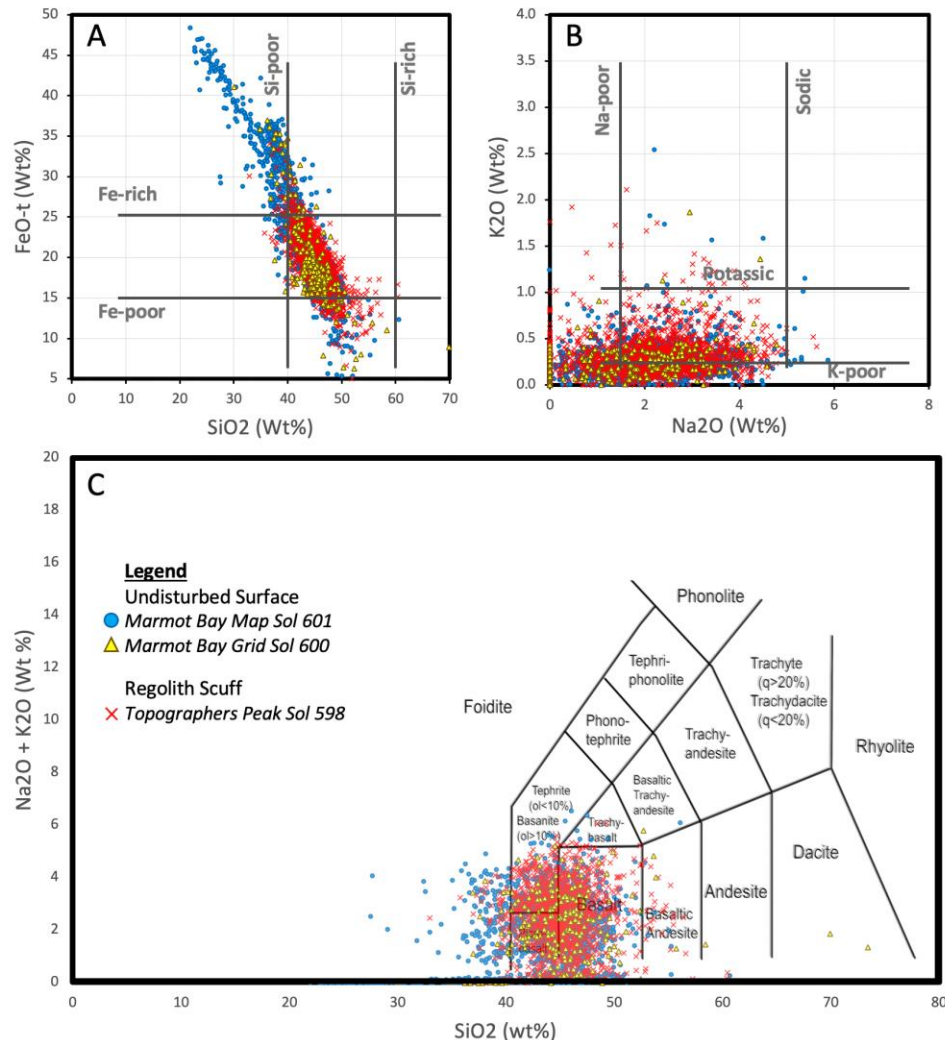 A
50
45
40
35
30
25
20
15
10
5
FeO-t (Wt%)
Si-poor
Si-rich
Fe-rich
Fe-poor
0 10 20 30 40 50 60 70
SiO2 (Wt%)
B
4.0
3.5
3.0
2.5
2.0
1.5
1.0
0.5
0.0
K2O (Wt%)
Na-poor
Sodic
Potassic
K-poor
0 2 4 6 8
Na2O (Wt%)
C
20
18
16
14
12
10
8
6
4
2
0
Na2O + K2O (Wt %)
Legend
Undisturbed Surface
Marmot Bay Map Sol 601
Marmot Bay Grid Sol 600
Regolith Scuff
Topographers Peak Sol 598
Phonolite
Tephri-
phonolite
Trachyte
(q>20%)
Trachydacite
(q<20%)
Foidite
Phono-
tephrite
Trachy-
andesite
Rhyolite
Tephrite
(ol<10%)
Basanite
(ol>10%)
Basaltic
Trachy-
andesite
Trachy-
basalt
Dacite
Basalt
Andesite
Basaltic
Andesite
0 10 20 30 40 50 60 70 80
SiO2 (wt%)